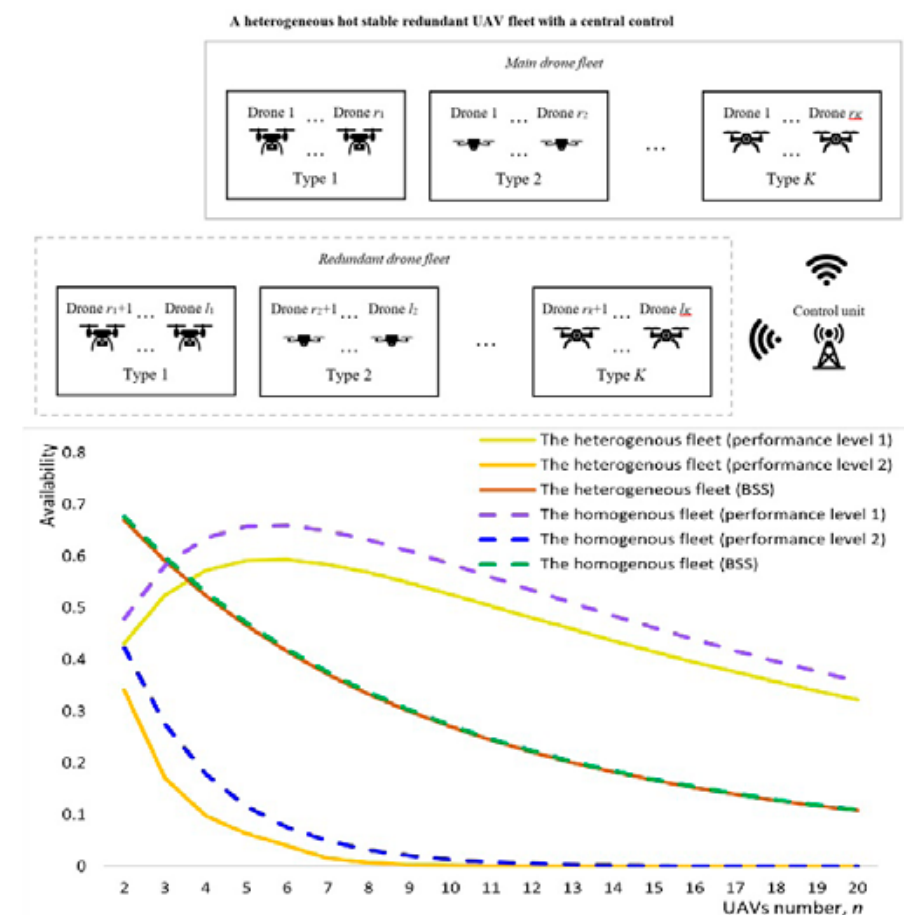 A heterogeneous hot stable redundant UAV fleet with a central control
Main drone fleet
Drone 1 ... Drone r₁
...
Type 1
Drone 1 ... Drone r₂
...
Type 2
...
Drone 1 ... Drone r_K
...
Type K
Redundant drone fleet
Drone r₁+1 ... Drone l₁
...
Type 1
Drone r₂+1 ... Drone l₂
...
Type 2
...
Drone r_K+1 ... Drone l_K
...
Type K
Control unit
Availability
0.8
0.7
0.6
0.5
0.4
0.3
0.2
0.1
0
The heterogenous fleet (performance level 1)
The heterogenous fleet (performance level 2)
The heterogeneous fleet (BSS)
The homogenous fleet (performance level 1)
The homogenous fleet (performance level 2)
The homogenous fleet (BSS)
2 3 4 5 6 7 8 9 10 11 12 13 14 15 16 17 18 19 20
UAVs number, n